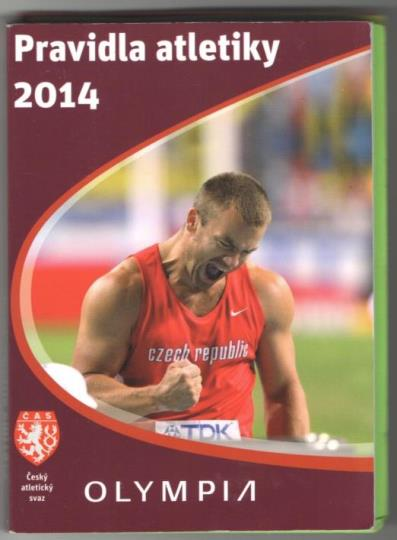 Pravidla atletiky
2014
czech republic
TDK
ČAS
Český
atletický
svaz
OLYMPIA